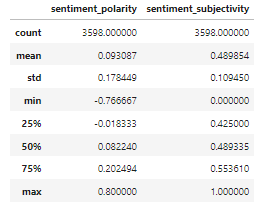 sentiment_polarity sentiment_subjectivity
count 3598.000000 3598.000000
mean 0.093087 0.489854
std 0.178449 0.109450
min -0.766667 0.000000
25% -0.018333 0.425000
50% 0.082240 0.489335
75% 0.202494 0.553610
max 0.800000 1.000000